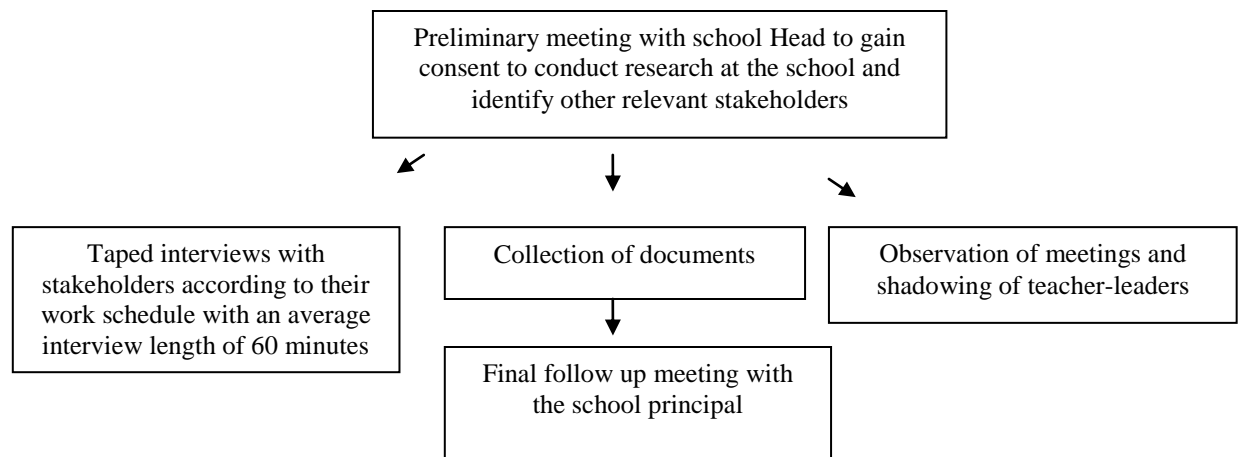 Preliminary meeting with school Head to gain
consent to conduct research at the school and
identify other relevant stakeholders
Taped interviews with
stakeholders according to their
work schedule with an average
interview length of 60 minutes
Collection of documents
Observation of meetings and
shadowing of teacher-leaders
Final follow up meeting with
the school principal